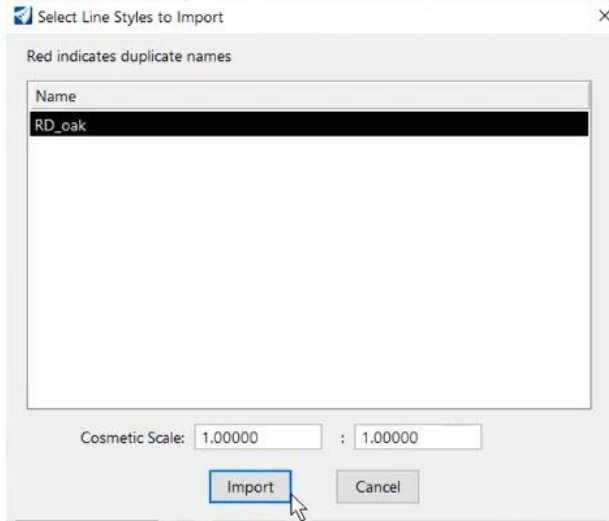 Select Line Styles to Import
Red indicates duplicate names
Name
RD_oak
Cosmetic Scale: 1.00000 : 1.00000
Import Cancel